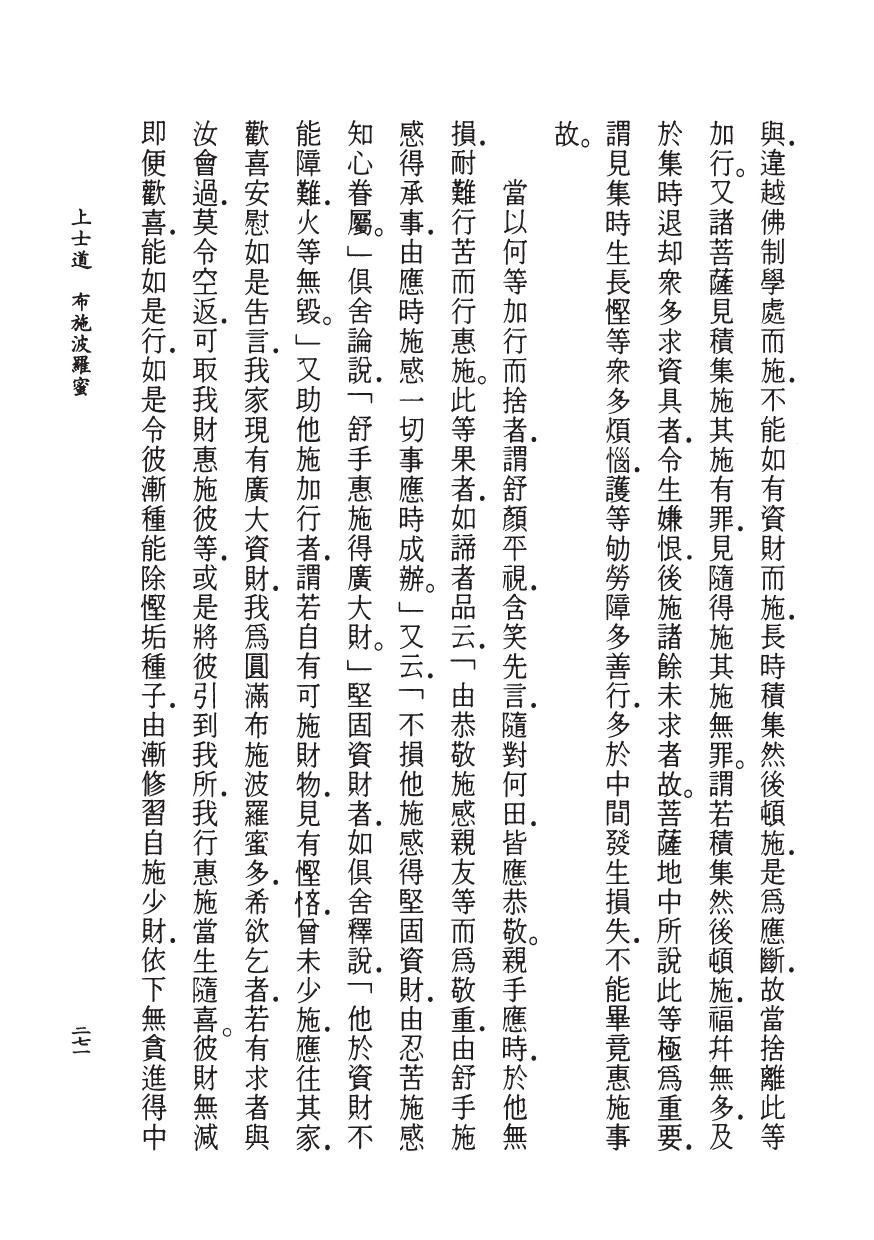 與．違越佛制學處而施．不能如有資財而施．長時積集然後頓施．是爲應斷．故當捨離此等
加行。又諸菩薩見積集施其施有罪．見隨得施其施無罪。謂若積集然後頓施．福幷無多．及
於集時退却衆多求資具者．令生嫌恨．後施諸餘未求者故。菩薩地中所說此等極爲重要．
謂見集時生長慳等衆多煩惱．護等劬勞障多善行．多於中間發生損失．不能畢竟惠施事
故。
當以何等加行而捨者．謂舒顏平視．含笑先言．隨對何田．皆應恭敬。親手應時．於他無
損．耐難行苦而行惠施。此等果者．如諦者品云．「由恭敬施感親友等而爲敬重．由舒手施
感得承事．由應時施感一切事應時成辦。」又云．「不損他施感得堅固資財．由忍苦施感
知心眷屬。」俱舍論說．「舒手惠施得廣大財。」堅固資財者．如俱舍釋說．「他於資財不
能障難．火等無毀。」又助他施加行者．謂若自有可施財物．見有慳悋．曾未少施．應往其家．
歡喜安慰如是告言．我家現有廣大資財．我爲圓滿布施波羅蜜多．希欲乞者．若有求者與
汝會過．莫令空返．可取我財惠施彼等．或是將彼引到我所．我行惠施當生隨喜。彼財無減
即便歡喜．能如是行．如是令彼漸種能除慳垢種子．由漸修習自施少財．依下無貪進得中
上士道　布施波羅蜜
二七一